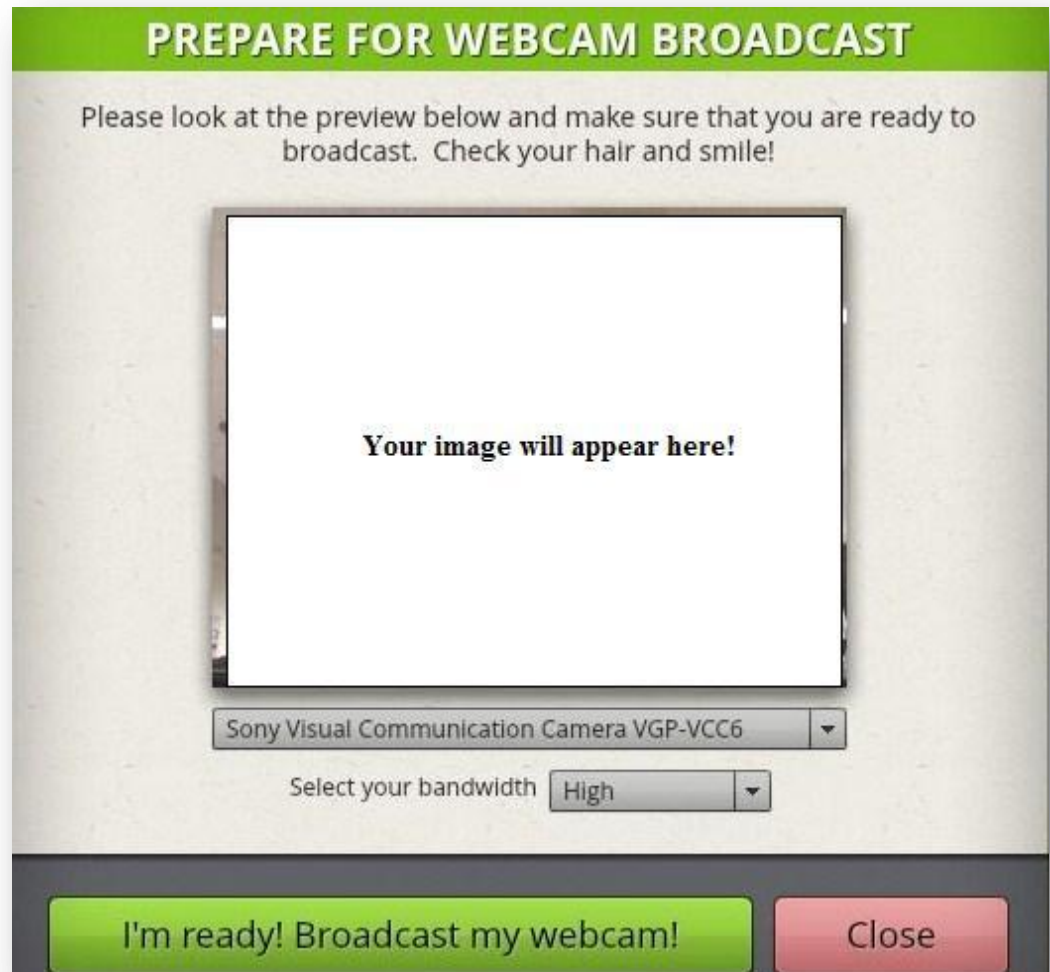 PREPARE FOR WEBCAM BROADCAST
Please look at the preview below and make sure that you are ready to
broadcast.  Check your hair and smile!
Your image will appear here!
Sony Visual Communication Camera VGP-VCC6
Select your bandwidth High
I'm ready! Broadcast my webcam! Close